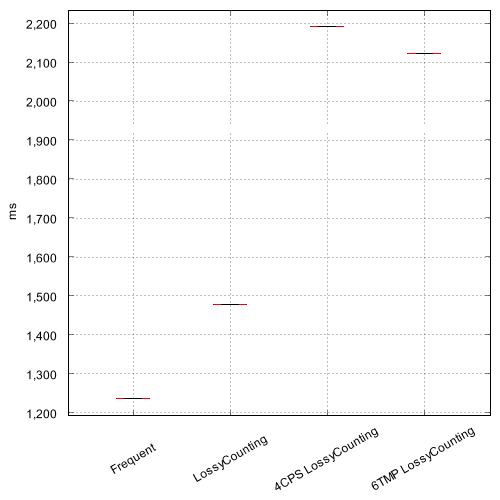 2,200
2,100
2,000
1,900
1,800
1,700
1,600
1,500
1,400
1,300
1,200
ms
Frequent
LossyCounting
4CPS LossyCounting
6TMP LossyCounting